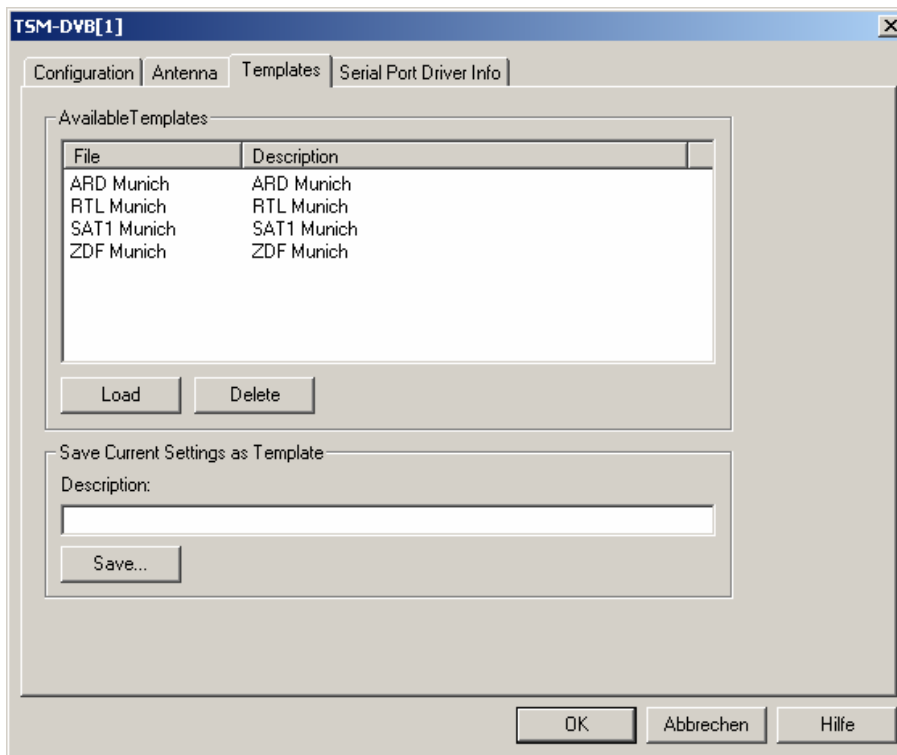 TSM-DVB[1]
Configuration Antenna Templates Serial Port Driver Info
AvailableTemplates
File Description
ARD Munich ARD Munich
RTL Munich RTL Munich
SAT1 Munich SAT1 Munich
ZDF Munich ZDF Munich
Load Delete
Save Current Settings as Template
Description:
Save...
OK Abbrechen Hilfe